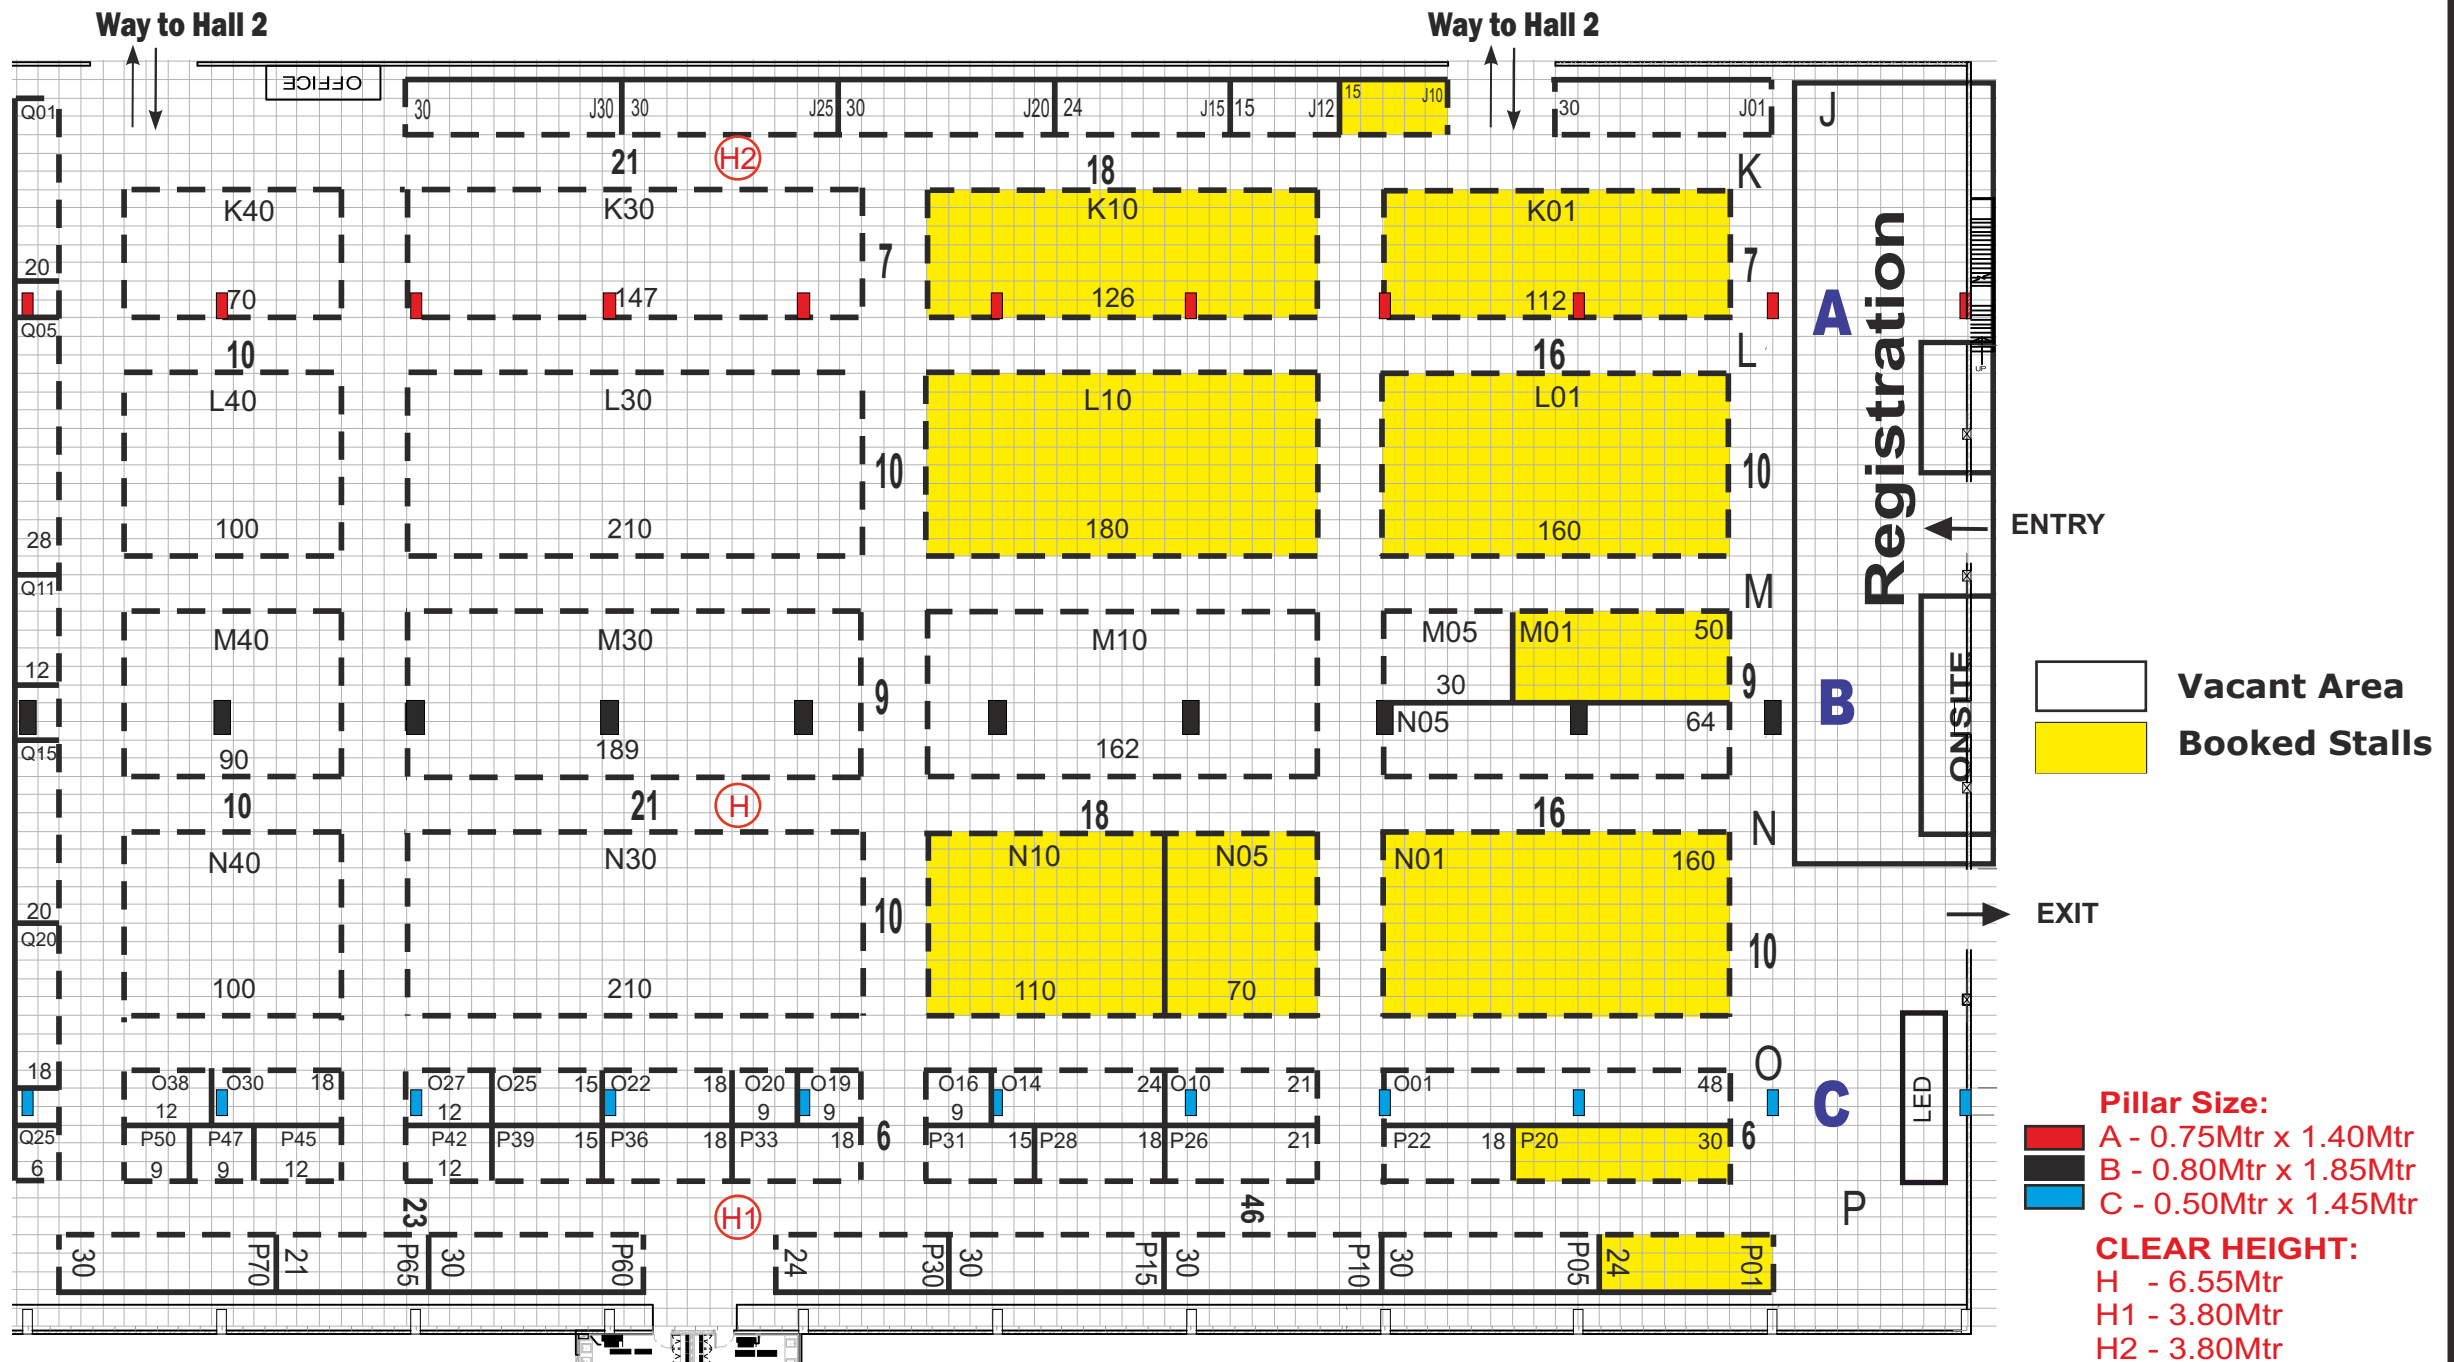 Way to Hall 2
Way to Hall 2
OFFICE
30 J30 30 J25 30 J20 24 J15 15 J12 15 J10 30 J01
J
Q01
21 H2 18 K
K40 K30 K10 K01
20 7 7
70 147 126 112 A
Q05
10 16 L
UP
L40 L30 L10 L01
Registration
10 10
28 100 210 180 160
ENTRY
Q11
M
M40 M30 M10 M05 M01 50
12 30
9 9 B
Q15 N05 64
90 189 162
ONSITE
Vacant Area
Booked Stalls
10 21 H 18 16 N
N40 N30 N10 N05 N01 160
20 10
EXIT
Q20 10
100 210 110 70
O
18 O38 O30 18 O27 O25 15 O22 18 O20 O19 O16 O14 24 O10 21 O01 48
12 12 9 9 9
C
LED
Q25 P50 P47 P45 P42 P39 15 P36 18 P33 18 6 P31 15 P28 18 P26 21 P22 18 P20 30 6
6 9 9 12 12
23 H1 46 P
30 P70 21 P65 30 P60 24 P30 30 P15 30 P10 30 P05 24 P01
Pillar Size:
A - 0.75Mtr x 1.40Mtr
B - 0.80Mtr x 1.85Mtr
C - 0.50Mtr x 1.45Mtr
CLEAR HEIGHT:
H - 6.55Mtr
H1 - 3.80Mtr
H2 - 3.80Mtr